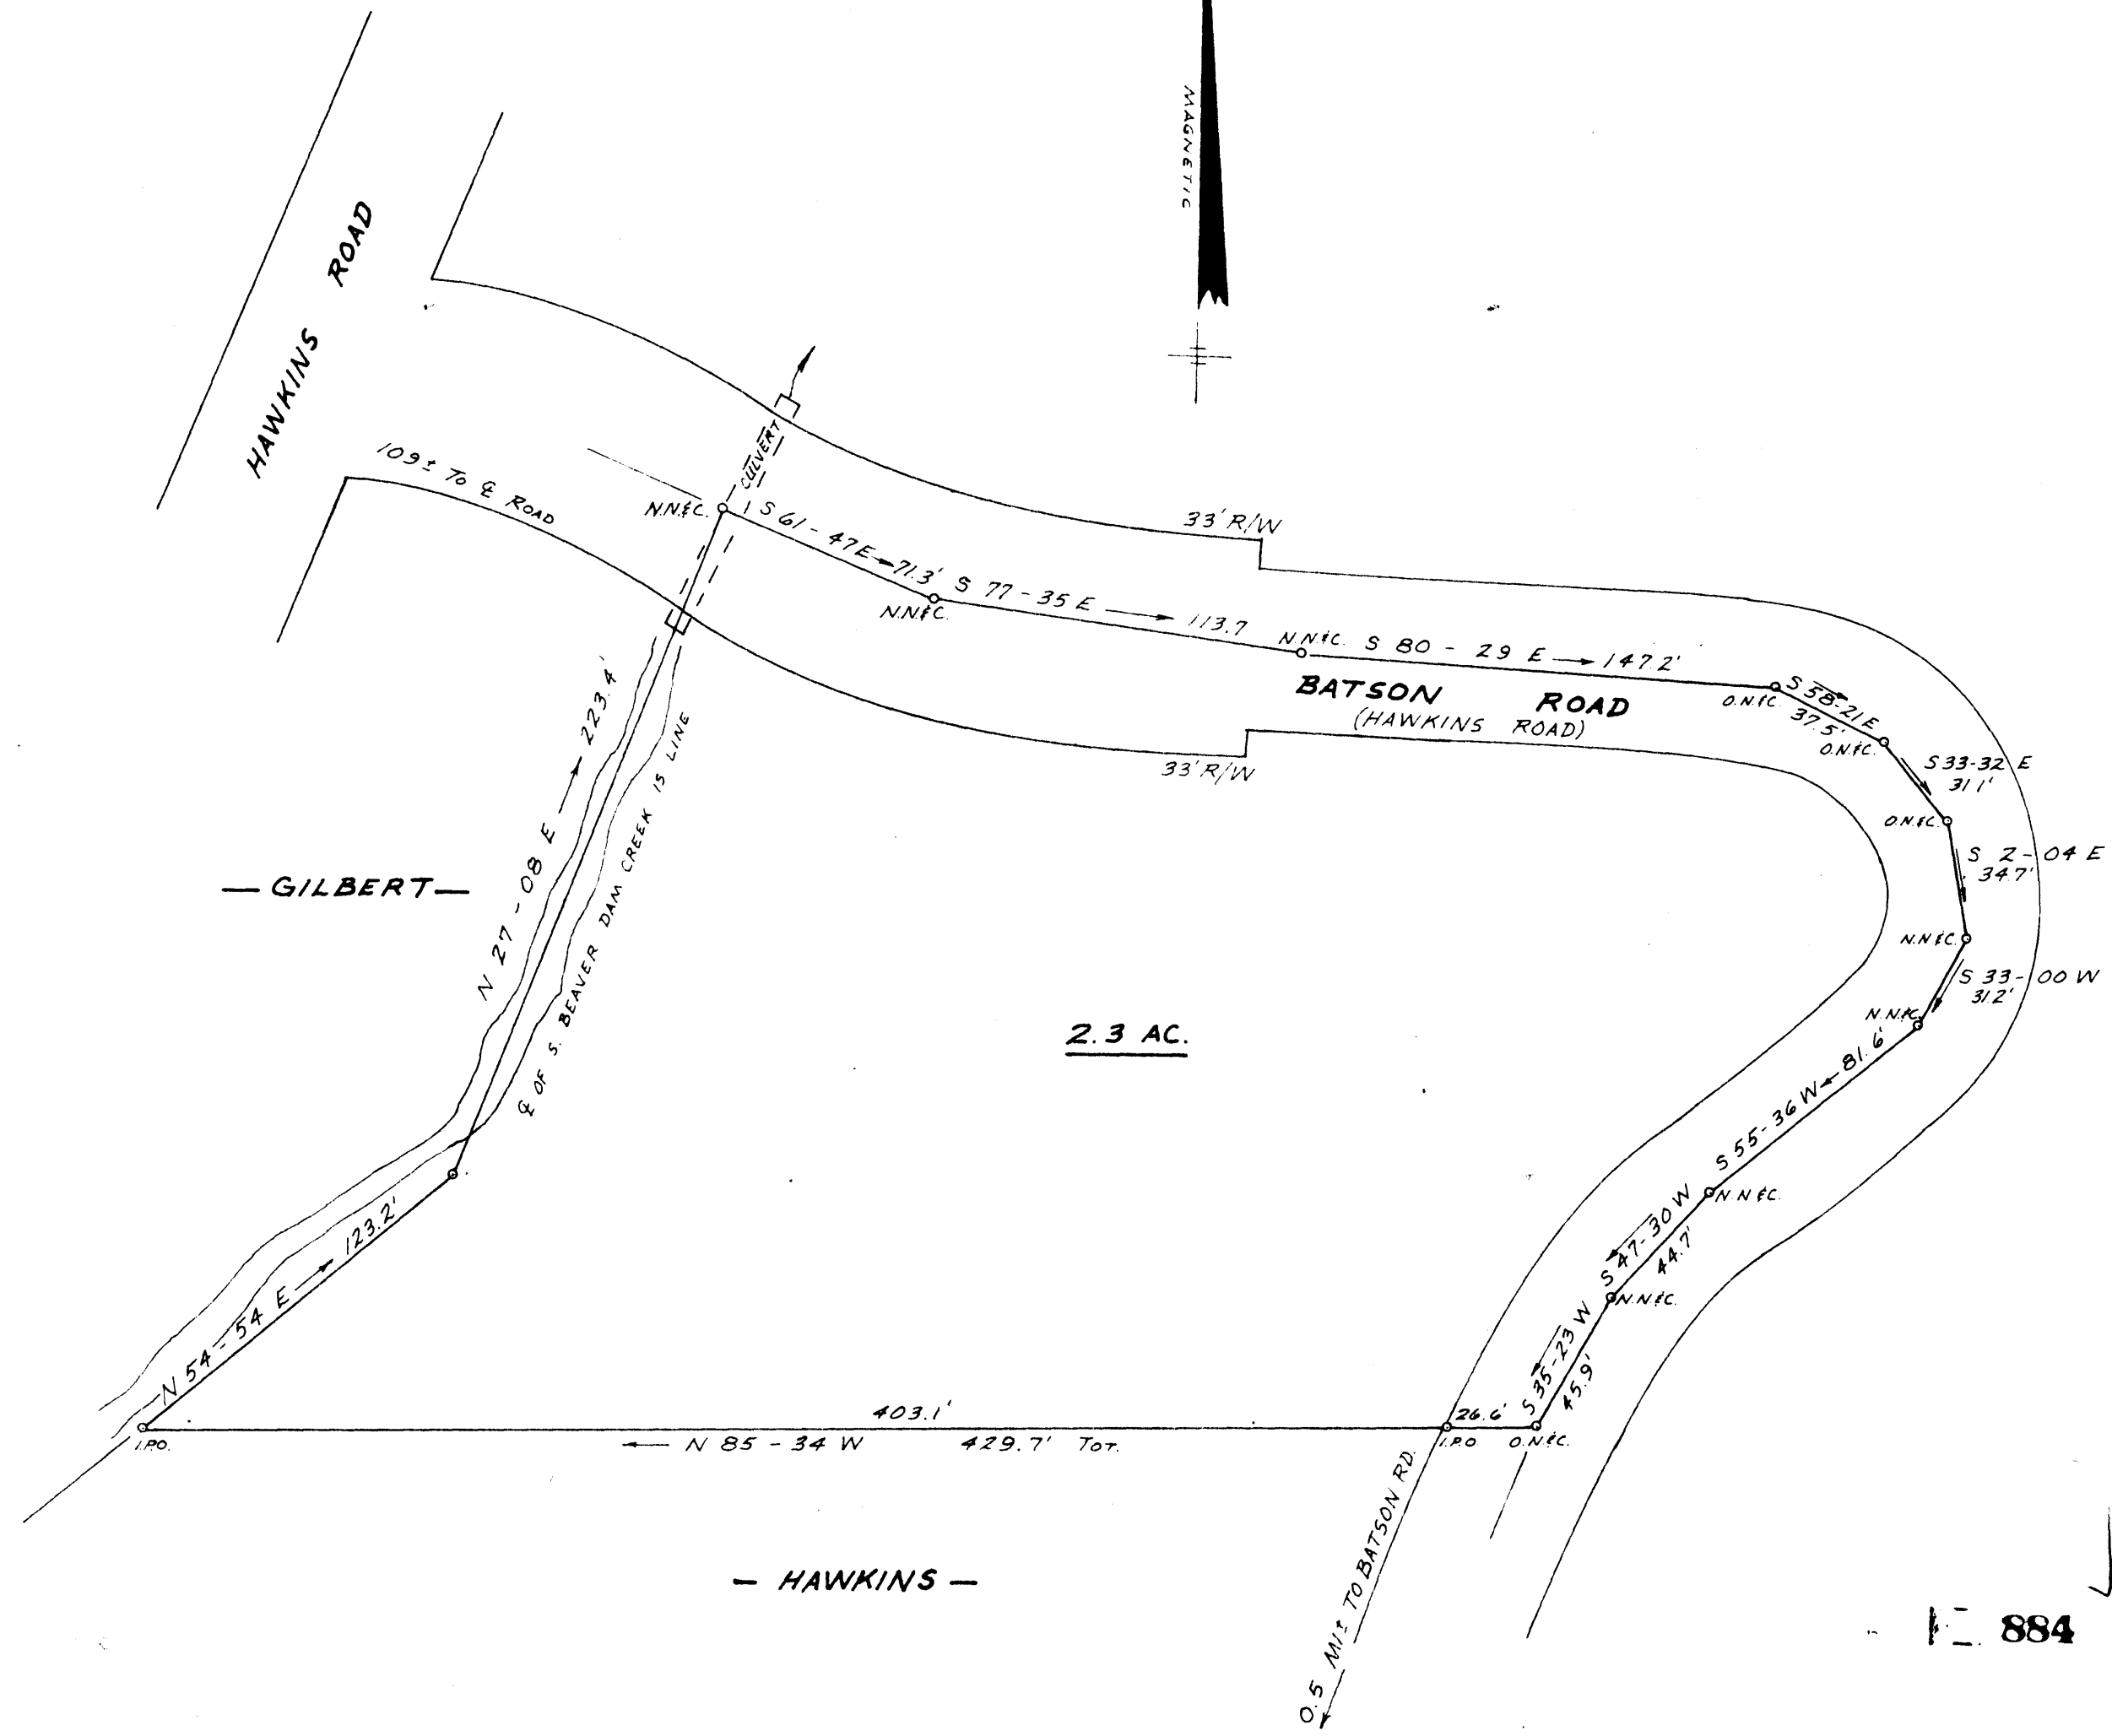 MAGNETIC
HAWKINS ROAD
109± TO ℄ ROAD
CULVERT
N.N.&C.
S 61-47 E 71.3'
N.N.&C.
S 77-35 E 113.7
33' R/W
33' R/W
N.N.&C.
S 80-29 E 147.2'
BATSON ROAD
(HAWKINS ROAD)
O.N.&C.
S 58-21 E
37.5'
O.N.&C.
S 33-32 E
31.1'
O.N.&C.
S 2-04 E
34.7'
N.N.&C.
S 33-00 W
31.2'
N.N.&C.
S 55-36 W 81.6'
N.N.&C.
S 47-30 W
44.7'
N.N.&C.
S 35-23 W
45.9'
N 27-08 E 223.4'
℄ OF S. BEAVER DAM CREEK IS LINE
— GILBERT —
2.3 AC.
N 54-54 E 123.2'
403.1'
26.6'
I.P.O.
N 85-34 W 429.7' TOT.
I.P.O
O.N.&C.
0.5 MI± TO BATSON RD.
— HAWKINS —
884